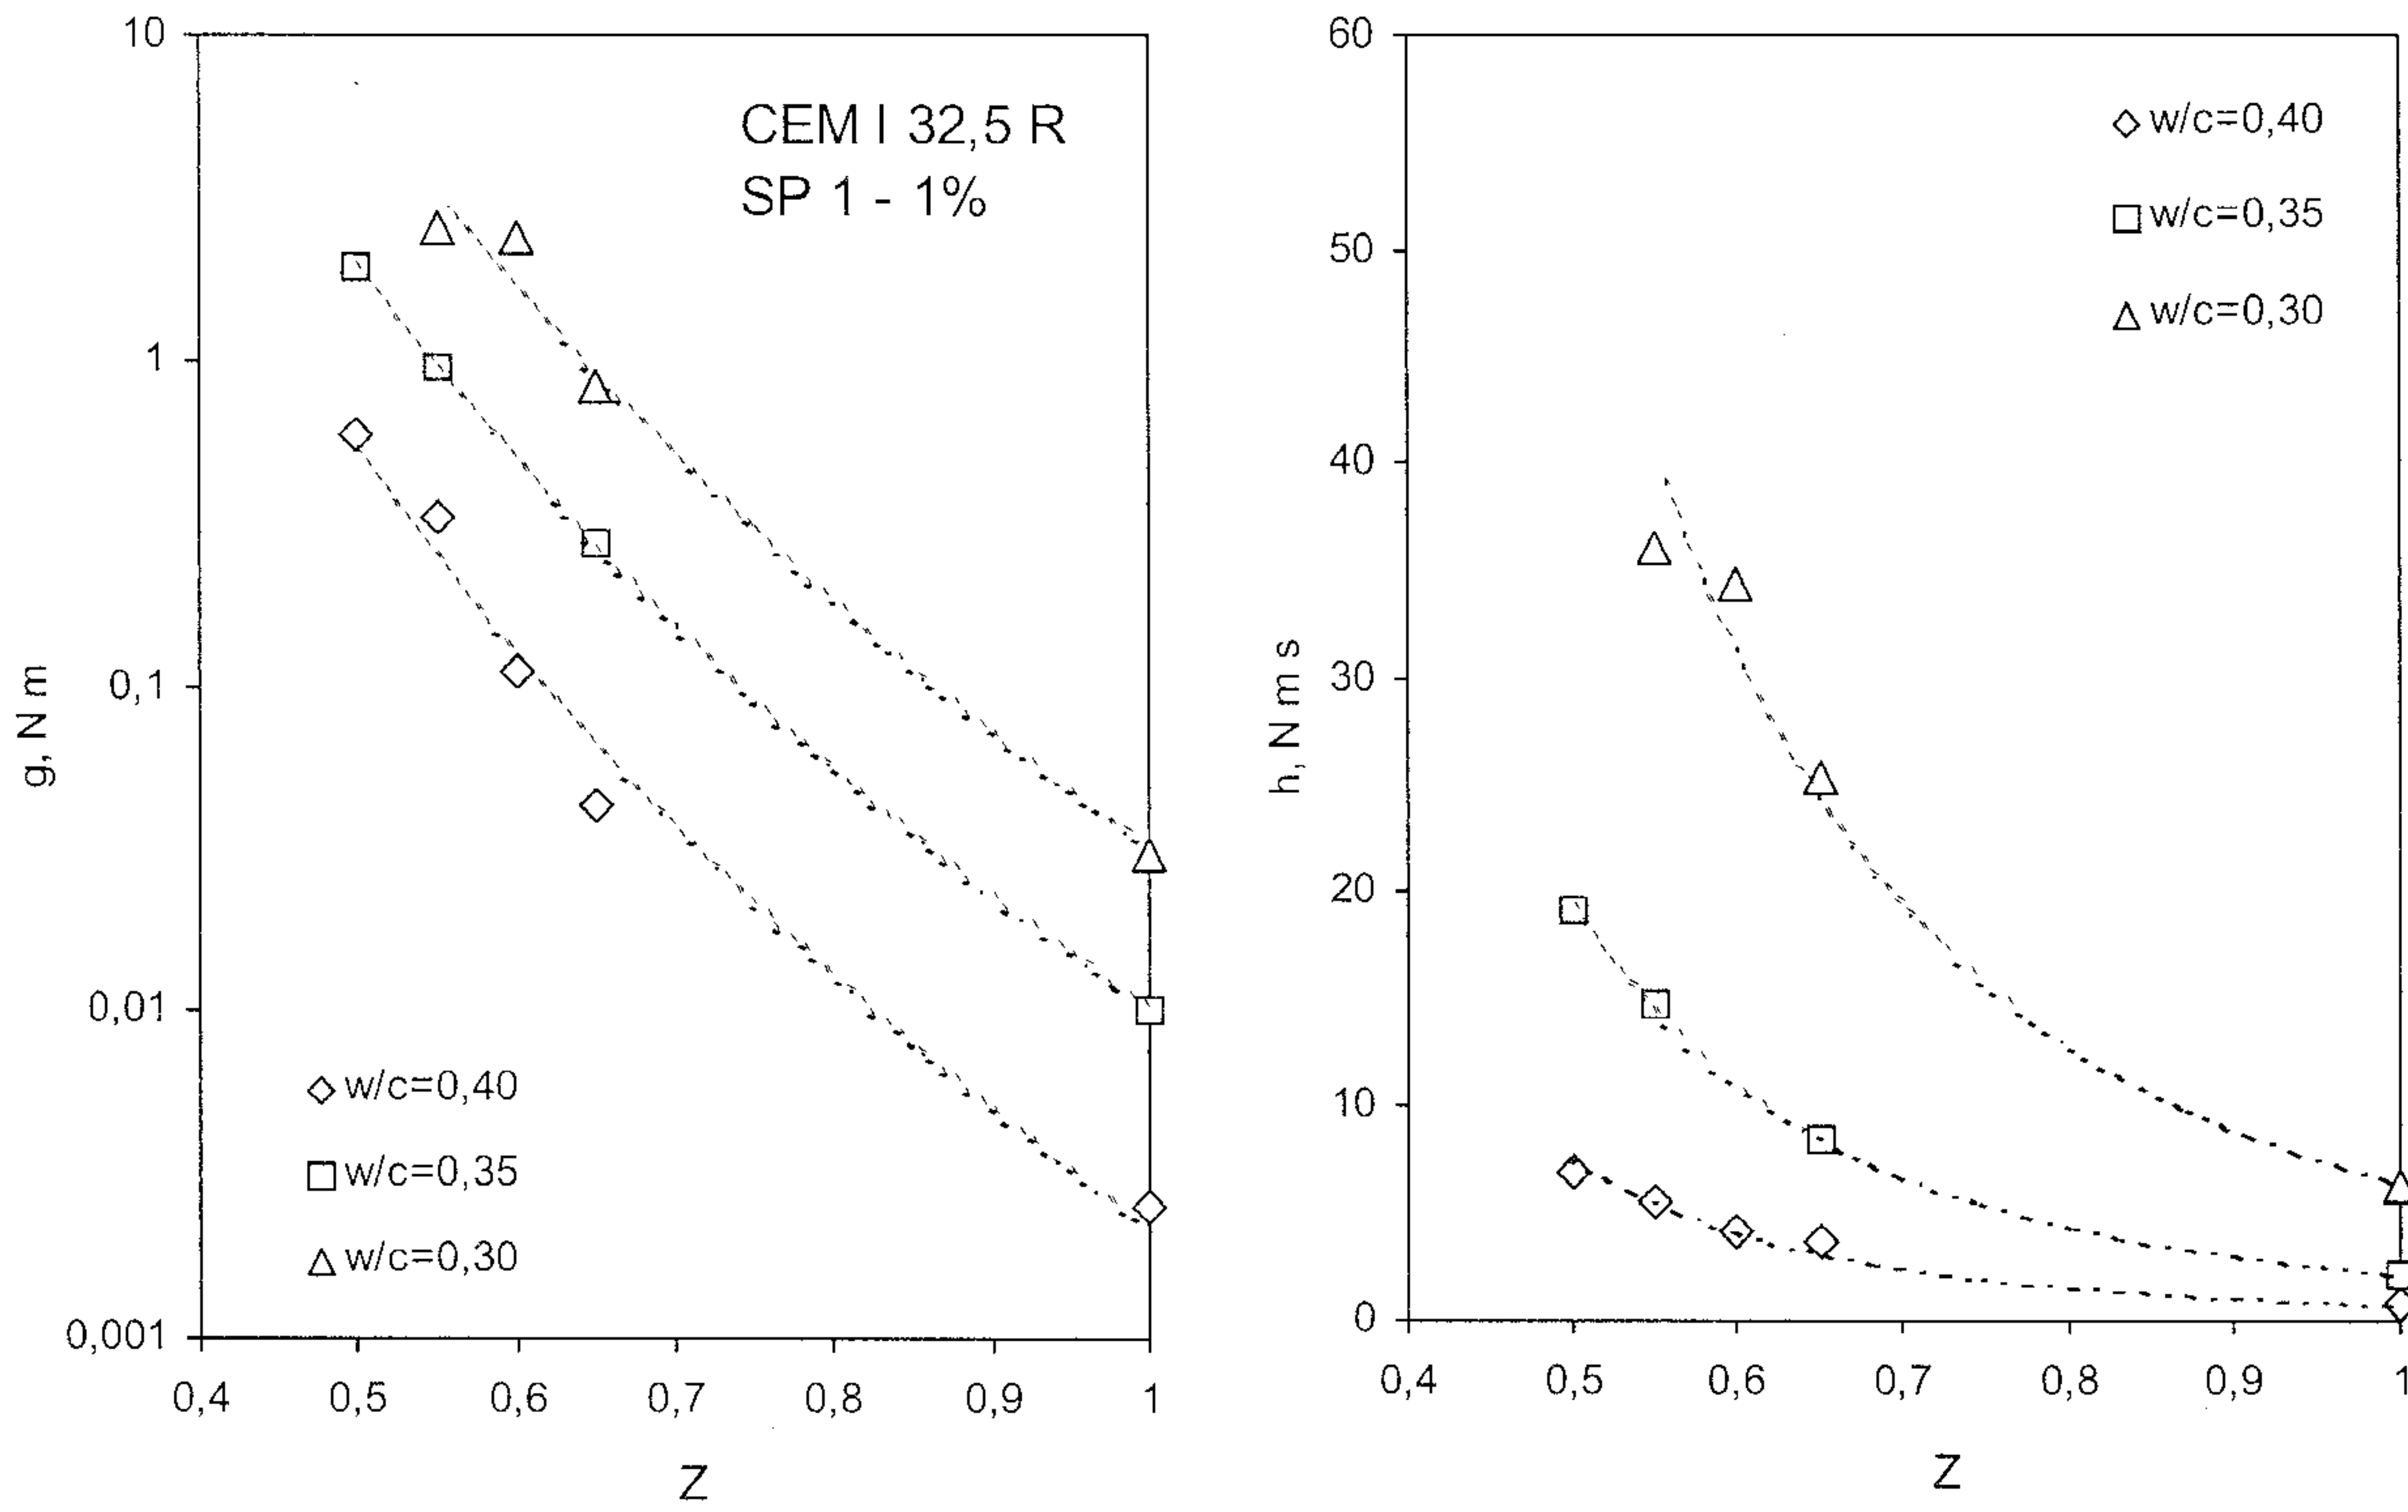 10
1
0,1
0,01
0,001
g, N m
CEM I 32,5 R
SP 1 - 1%
w/c=0,40
w/c=0,35
w/c=0,30
0,4 0,5 0,6 0,7 0,8 0,9 1
Z
60
50
40
30
20
10
0
h, N m s
w/c=0,40
w/c=0,35
w/c=0,30
0,4 0,5 0,6 0,7 0,8 0,9 1
Z